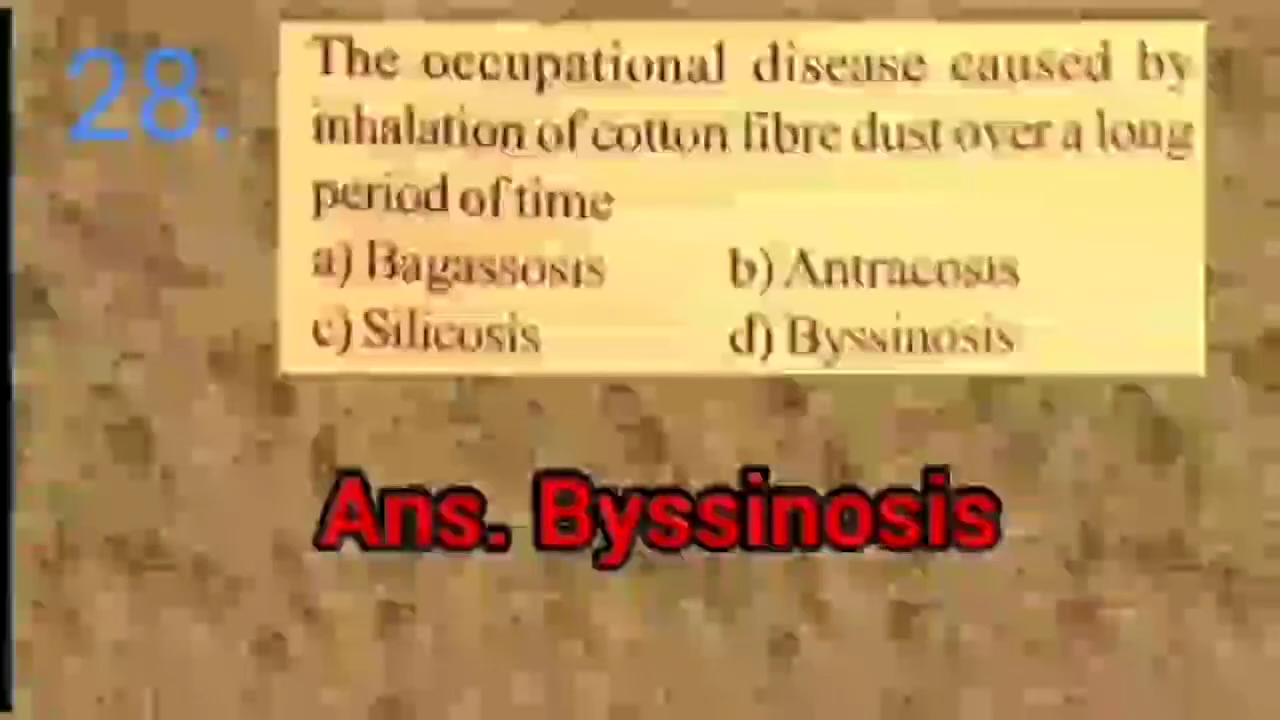 28.
The occupational disease caused by
inhalation of cotton fibre dust over a long
period of time
a) Bagassosis b) Antracosis
c) Silicosis d) Byssinosis
Ans. Byssinosis